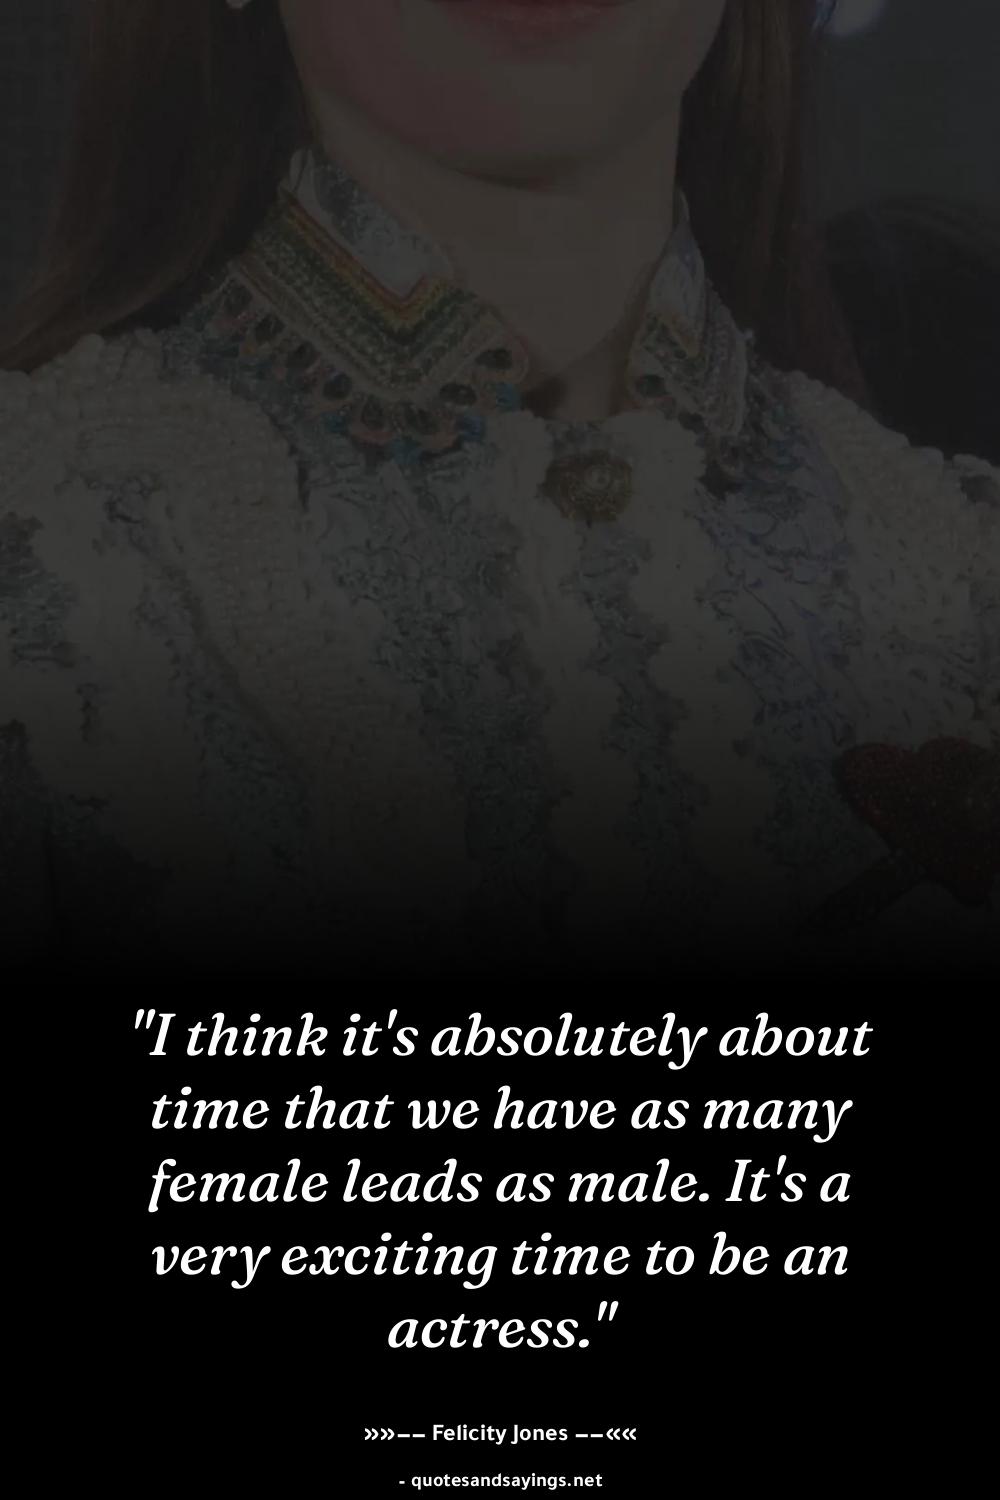 "I think it's absolutely about
time that we have as many
female leads as male. It's a
very exciting time to be an
actress."
»»−− Felicity Jones −−««
- quotesandsayings.net